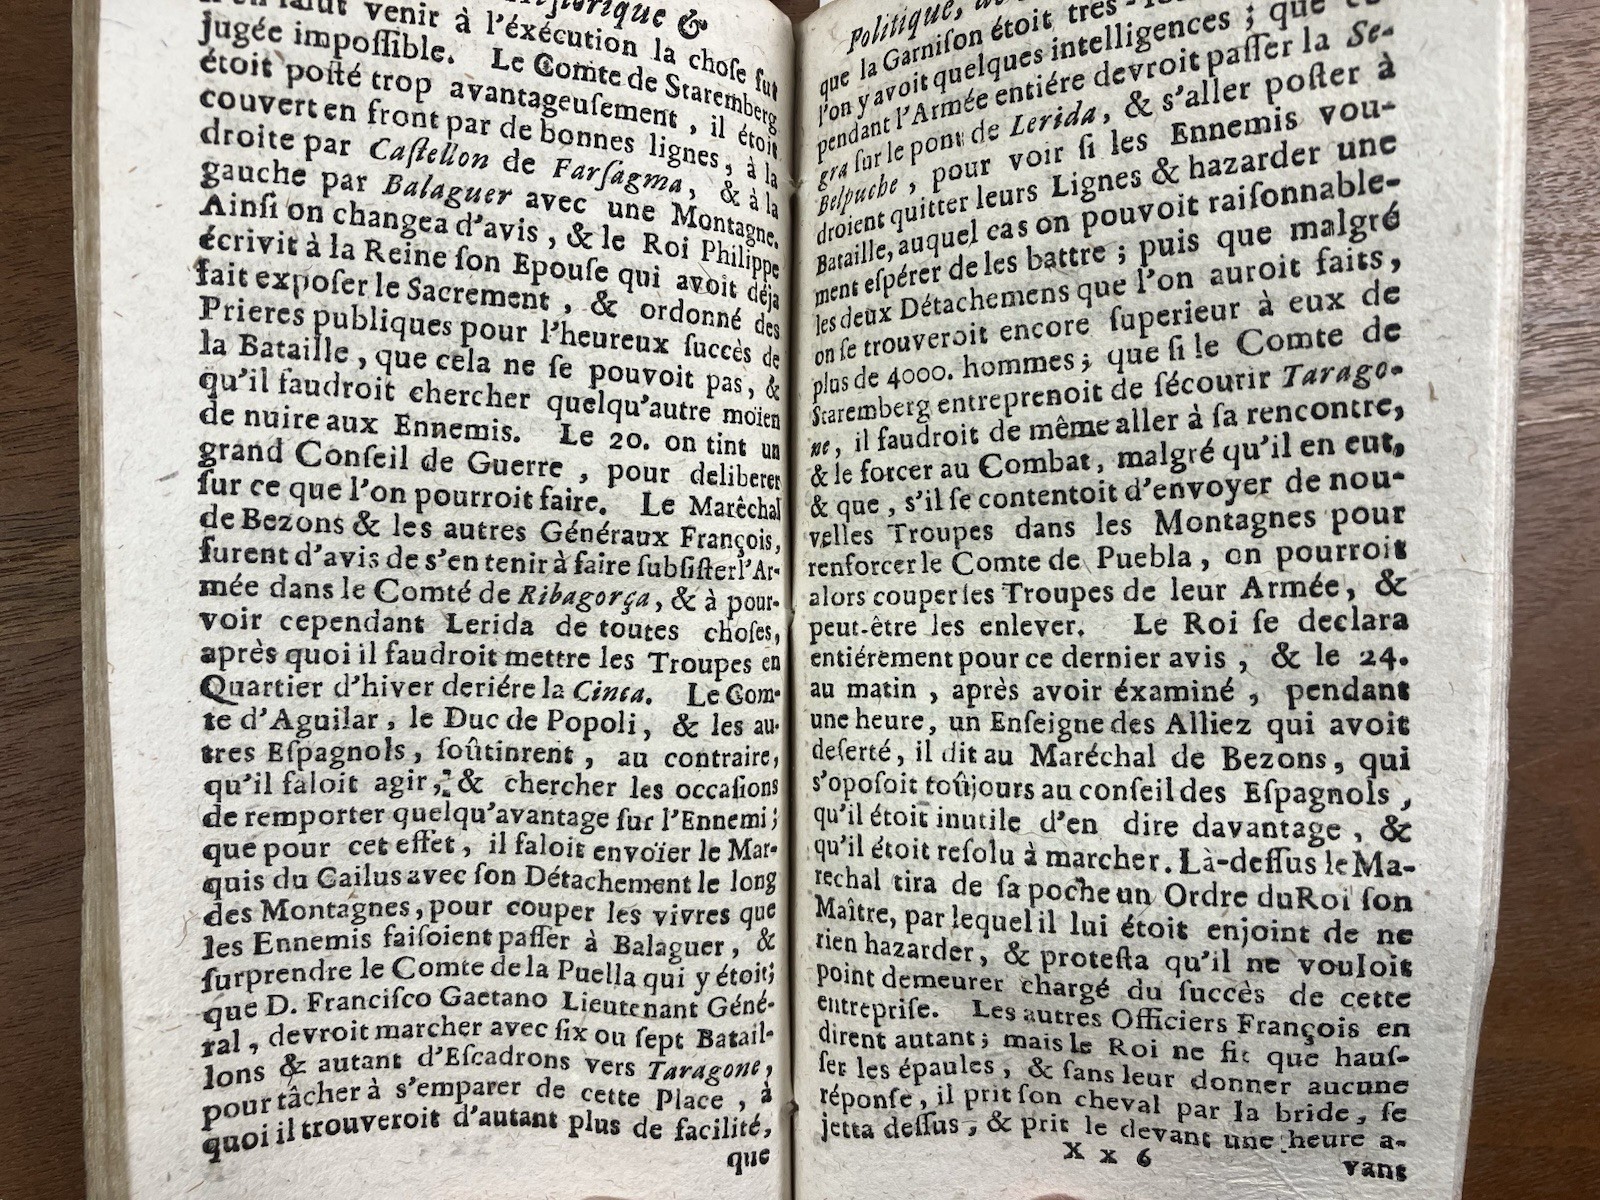 Historique &
venir à l'éxécution la chose fut
jugée impoſſible. Le Comte de Staremberg
étoit poſté trop avantageuſement, il étoit
couvert en front par de bonnes lignes, à la
droite par Caſtellon de Farſagma, & à la
gauche par Balaguer avec une Montagne.
Ainſi on changea d'avis, & le Roi Philippe
écrivit à la Reine ſon Epouſe qui avoit déja
fait expoſer le Sacrement, & ordonné des
Prieres publiques pour l'heureux ſuccès de
la Bataille, que cela ne ſe pouvoit pas, &
qu'il faudroit chercher quelqu'autre moïen
de nuire aux Ennemis. Le 20. on tint un
grand Conſeil de Guerre, pour deliberer
ſur ce que l'on pourroit faire. Le Marêchal
de Bezons & les autres Généraux François,
furent d'avis de s'en tenir à faire ſubſiſter l'Ar-
mée dans le Comté de Ribagorça, & à pour-
voir cependant Lerida de toutes choſes,
après quoi il faudroit mettre les Troupes en
Quartier d'hiver deriére la Cinca. Le Com-
te d'Aguilar, le Duc de Popoli, & les au-
tres Eſpagnols, ſoûtinrent, au contraire,
qu'il faloit agir, & chercher les occaſions
de remporter quelqu'avantage ſur l'Ennemi;
que pour cet effet, il faloit envoïer le Mar-
quis du Cailus avec ſon Détachement le long
des Montagnes, pour couper les vivres que
les Ennemis faiſoient paſſer à Balaguer, &
ſurprendre le Comte de la Puella qui y étoit;
que D. Franciſco Gaetano Lieutenant Géné-
ral, devroit marcher avec ſix ou ſept Batail-
lons & autant d'Eſcadrons vers Taragone,
pour tâcher à s'emparer de cette Place, à
quoi il trouveroit d'autant plus de facilité,
que
Politique,
que la Garniſon étoit très-
l'on y avoit quelques intelligences; que
pendant l'Armée entiére devroit paſſer la Se-
gra ſur le pont de Lerida, & s'aller poſter à
Belpuche, pour voir ſi les Ennemis vou-
droient quitter leurs Lignes & hazarder une
Bataille, auquel cas on pouvoit raiſonnable-
ment eſpérer de les battre; puis que malgré
les deux Détachemens que l'on auroit faits,
on ſe trouveroit encore ſuperieur à eux de
plus de 4000. hommes; que ſi le Comte de
Staremberg entreprenoit de ſécourir Tarago-
ne, il faudroit de même aller à ſa rencontre,
& le forcer au Combat, malgré qu'il en eut,
& que, s'il ſe contentoit d'envoyer de nou-
velles Troupes dans les Montagnes pour
renforcer le Comte de Puebla, on pourroit
alors couper les Troupes de leur Armée, &
peut-être les enlever. Le Roi ſe declara
entiérement pour ce dernier avis, & le 24.
au matin, après avoir éxaminé, pendant
une heure, un Enſeigne des Alliez qui avoit
deſerté, il dit au Maréchal de Bezons, qui
s'opoſoit toûjours au conſeil des Eſpagnols,
qu'il étoit inutile d'en dire davantage, &
qu'il étoit reſolu à marcher. Là-deſſus le Ma-
rechal tira de ſa poche un Ordre du Roi ſon
Maître, par lequel il lui étoit enjoint de ne
rien hazarder, & proteſta qu'il ne vouloit
point demeurer chargé du ſuccès de cette
entrepriſe. Les autres Officiers François en
dirent autant; mais le Roi ne fit que hauſ-
ſer les épaules, & ſans leur donner aucune
réponſe, il prit ſon cheval par la bride, ſe
jetta deſſus, & prit le devant une heure a-
X x 6
vant